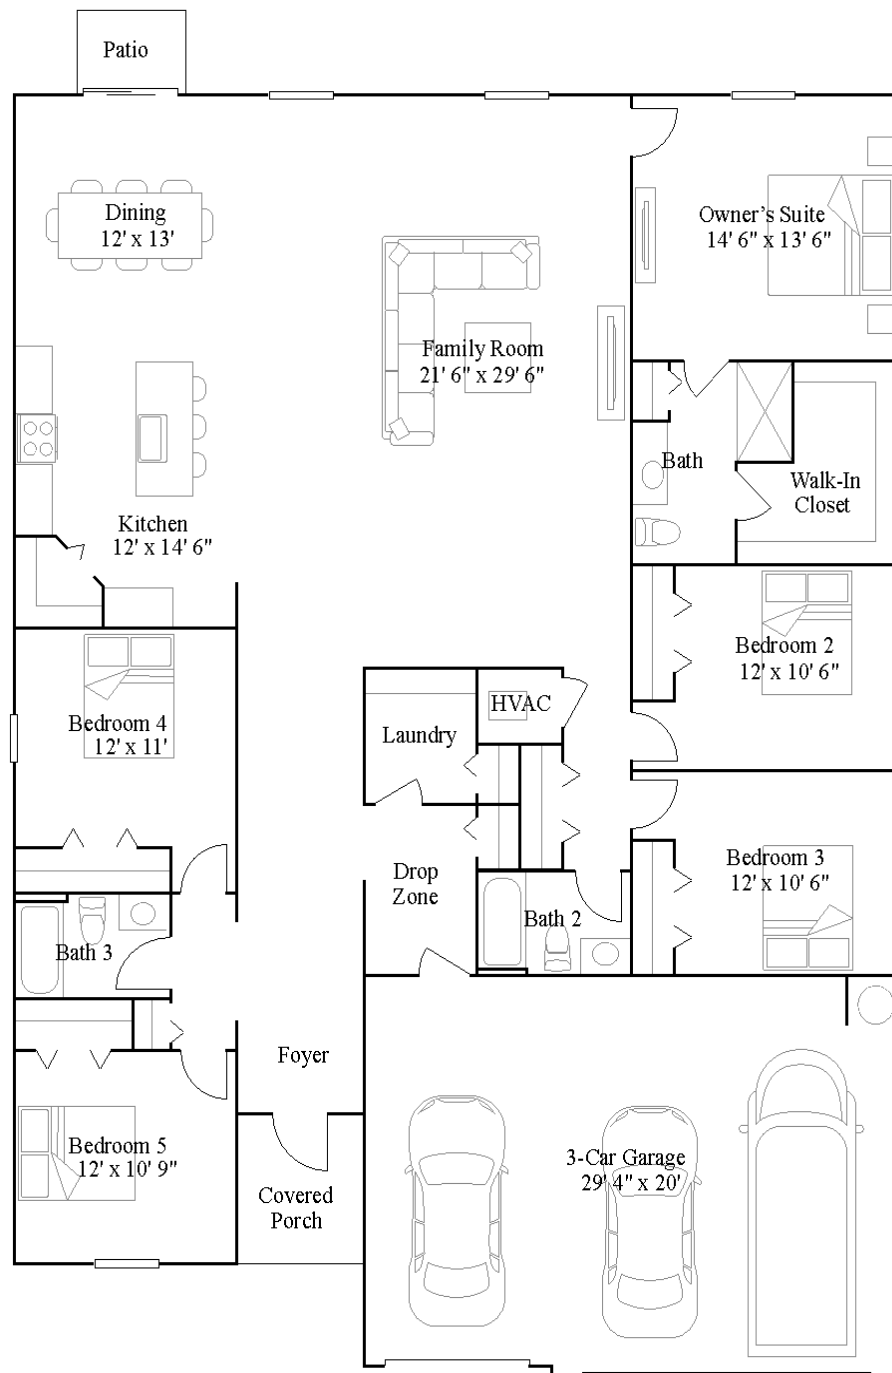 Patio
Dining
12' x 13'
Owner's Suite
14' 6" x 13' 6"
Family Room
21' 6" x 29' 6"
Bath
Walk-In
Closet
Kitchen
12' x 14' 6"
Bedroom 2
12' x 10' 6"
HVAC
Laundry
Bedroom 4
12' x 11'
Bedroom 3
12' x 10' 6"
Drop
Zone
Bath 2
Bath 3
Foyer
Bedroom 5
12' x 10' 9"
3-Car Garage
29' 4" x 20'
Covered
Porch